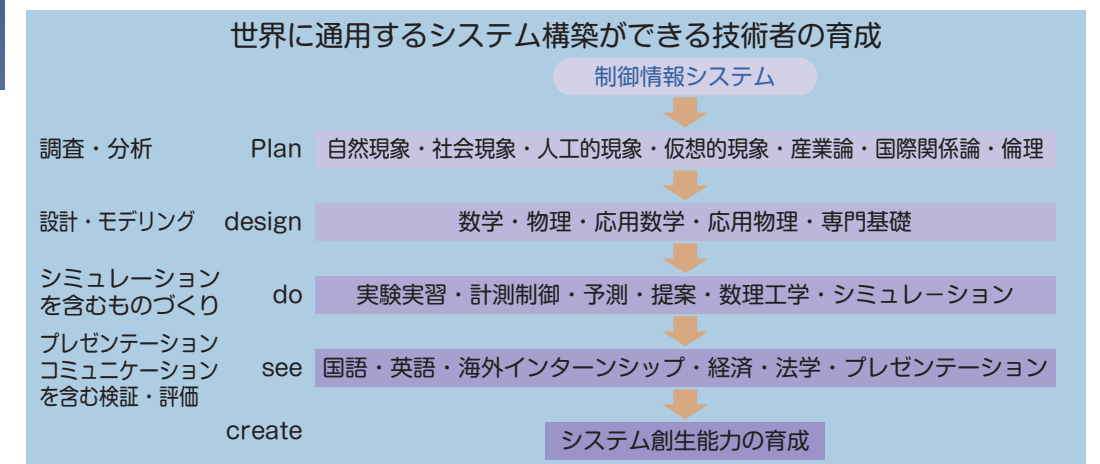 世界に通用するシステム構築ができる技術者の育成
制御情報システム
調査・分析 Plan 自然現象・社会現象・人工的現象・仮想的現象・産業論・国際関係論・倫理
設計・モデリング design 数学・物理・応用数学・応用物理・専門基礎
シミュレーション
を含むものづくり do 実験実習・計測制御・予測・提案・数理工学・シミュレーション
プレゼンテーション
コミュニケーション see 国語・英語・海外インターンシップ・経済・法学・プレゼンテーション
を含む検証・評価
create システム創生能力の育成